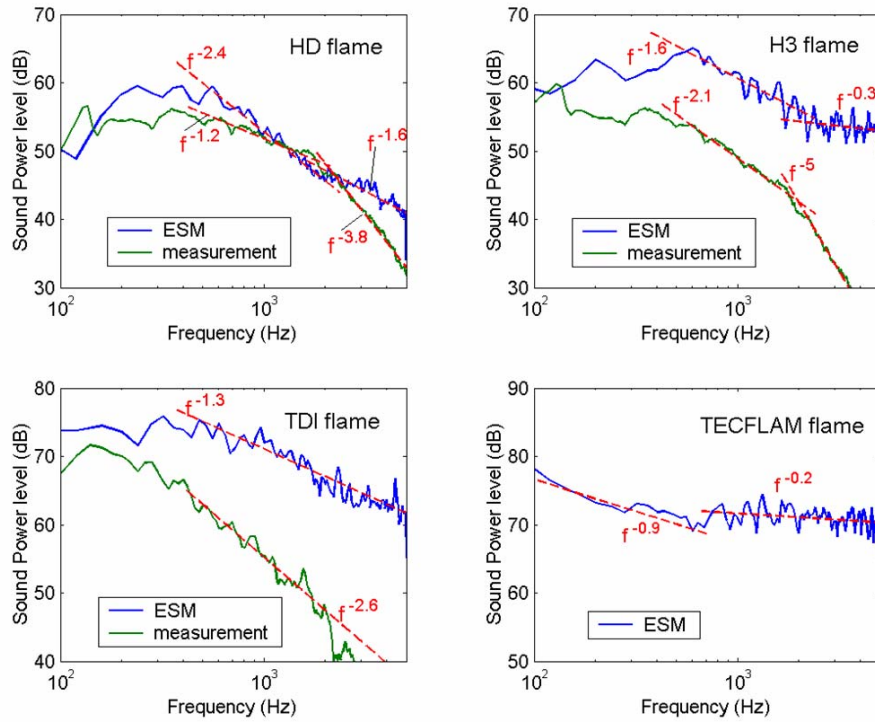 70
60
50
40
30
Sound Power level (dB)
HD flame
f^-2.4
f^-1.2
f^-1.6
f^-3.8
ESM
measurement
10^2
10^3
Frequency (Hz)
70
60
50
40
30
Sound Power level (dB)
H3 flame
f^-1.6
f^-0.3
f^-2.1
f^-5
ESM
measurement
10^2
10^3
Frequency (Hz)
80
70
60
50
40
Sound Power level (dB)
TDI flame
f^-1.3
f^-2.6
ESM
measurement
10^2
10^3
Frequency (Hz)
90
80
70
60
50
Sound Power level (dB)
TECFLAM flame
f^-0.2
f^-0.9
ESM
10^2
10^3
Frequency (Hz)